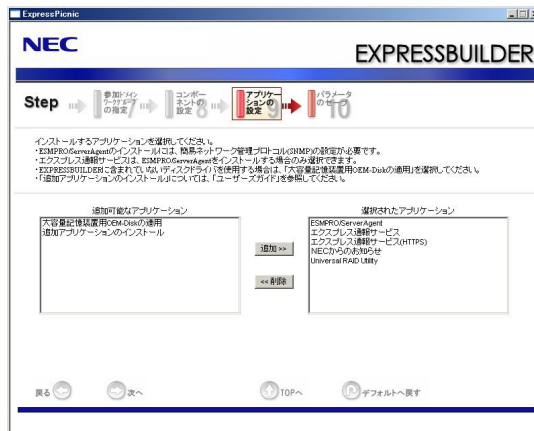 ExpressPicnic
NEC
EXPRESSBUILDER
Step
参加ドメイン
ワークグループ
の指定
7
コンポー
ネントの
設定
8
アプリケー
ションの
設定
9
パラメータ
のセーブ
10
インストールするアプリケーションを選択してください。
・ESMPRO/ServerAgentのインストールには、簡易ネットワーク管理プロトコル(SNMP)の設定が必要です。
・エクスプレス通報サービスは、ESMPRO/ServerAgentをインストールする場合のみ選択できます。
・EXPRESSBUILDERに含まれていないディスクドライバを使用する場合は、「大容量記憶装置用OEM-Diskの適用」を選択してください。
・「追加アプリケーションのインストール」については、「ユーザーズガイド」を参照してください。
追加可能なアプリケーション
大容量記憶装置用OEM-Diskの適用
追加アプリケーションのインストール
追加 >>
<< 削除
選択されたアプリケーション
ESMPRO/ServerAgent
エクスプレス通報サービス
エクスプレス通報サービス(HTTPS)
NECからのお知らせ
Universal RAID Utility
戻る
次へ
TOPへ
デフォルトへ戻す